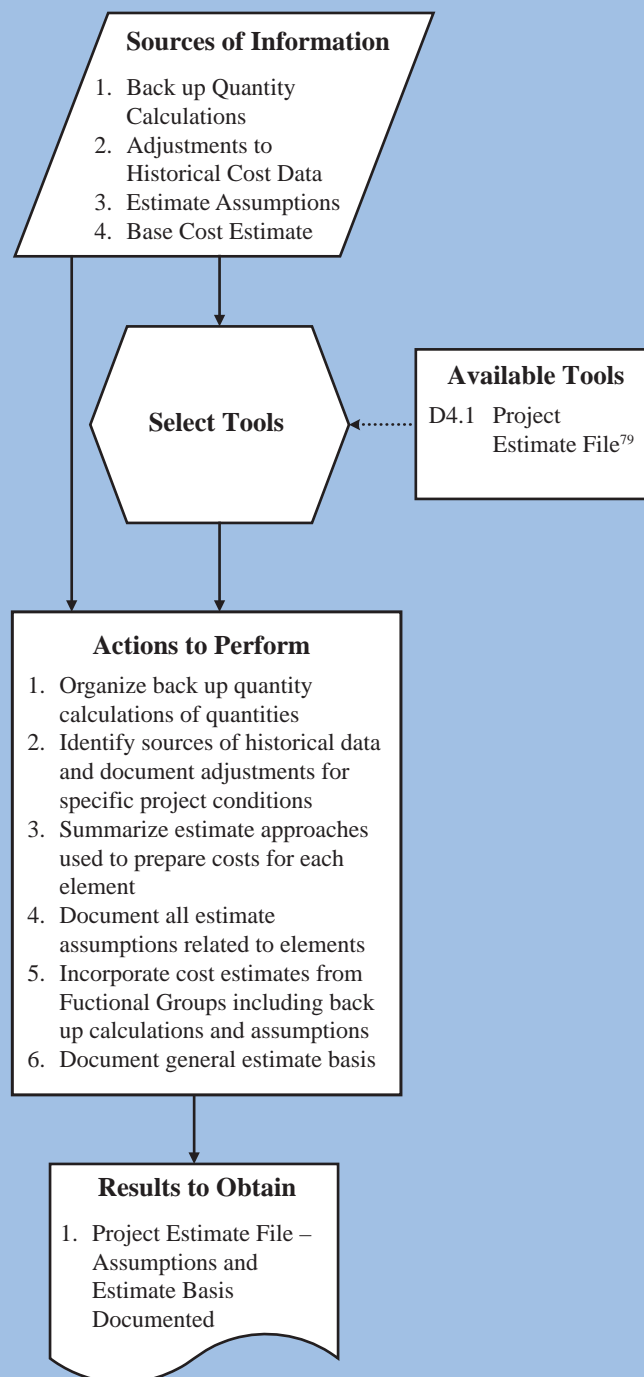 Sources of Information
1. Back up Quantity
Calculations
2. Adjustments to
Historical Cost Data
3. Estimate Assumptions
4. Base Cost Estimate
Select Tools
Available Tools
D4.1 Project
Estimate File79
Actions to Perform
1. Organize back up quantity
calculations of quantities
2. Identify sources of historical data
and document adjustments for
specific project conditions
3. Summarize estimate approaches
used to prepare costs for each
element
4. Document all estimate
assumptions related to elements
5. Incorporate cost estimates from
Fuctional Groups including back
up calculations and assumptions
6. Document general estimate basis
Results to Obtain
1. Project Estimate File –
Assumptions and
Estimate Basis
Documented